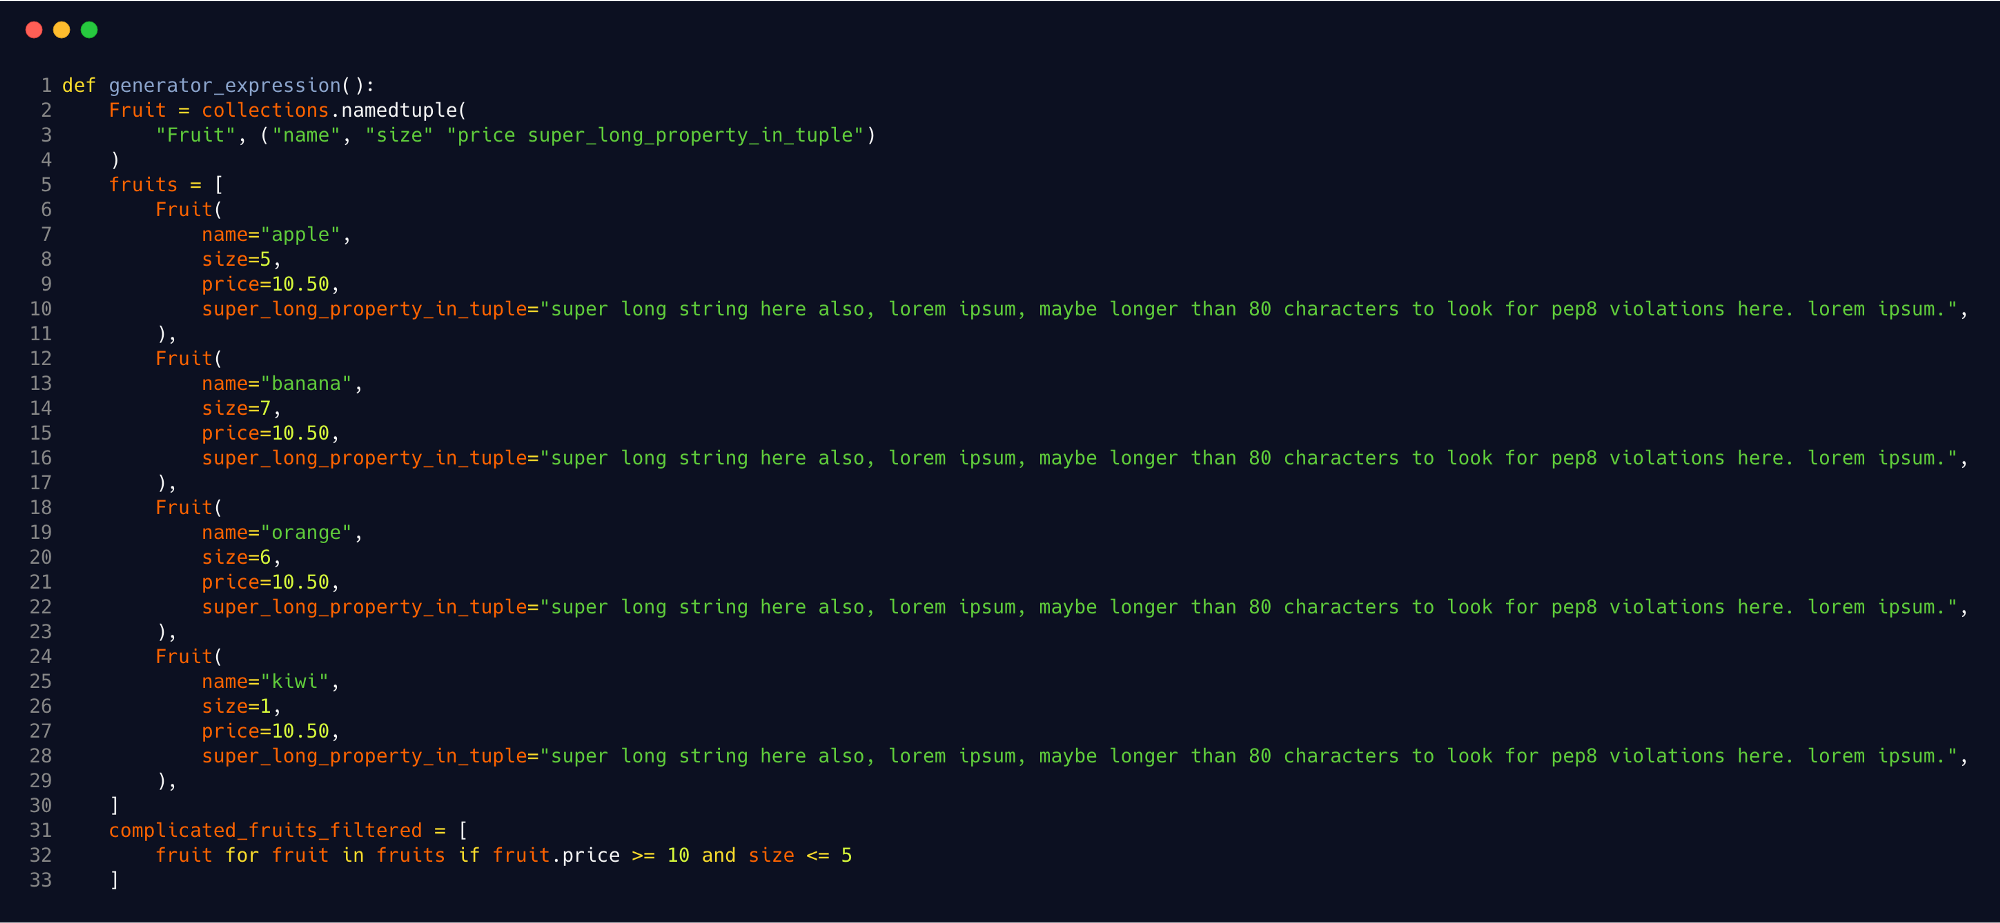 1 def generator_expression():
2     Fruit = collections.namedtuple(
3         "Fruit", ("name", "size" "price super_long_property_in_tuple")
4     )
5     fruits = [
6         Fruit(
7             name="apple",
8             size=5,
9             price=10.50,
10             super_long_property_in_tuple="super long string here also, lorem ipsum, maybe longer than 80 characters to look for pep8 violations here. lorem ipsum.",
11         ),
12         Fruit(
13             name="banana",
14             size=7,
15             price=10.50,
16             super_long_property_in_tuple="super long string here also, lorem ipsum, maybe longer than 80 characters to look for pep8 violations here. lorem ipsum.",
17         ),
18         Fruit(
19             name="orange",
20             size=6,
21             price=10.50,
22             super_long_property_in_tuple="super long string here also, lorem ipsum, maybe longer than 80 characters to look for pep8 violations here. lorem ipsum.",
23         ),
24         Fruit(
25             name="kiwi",
26             size=1,
27             price=10.50,
28             super_long_property_in_tuple="super long string here also, lorem ipsum, maybe longer than 80 characters to look for pep8 violations here. lorem ipsum.",
29         ),
30     ]
31     complicated_fruits_filtered = [
32         fruit for fruit in fruits if fruit.price >= 10 and size <= 5
33     ]